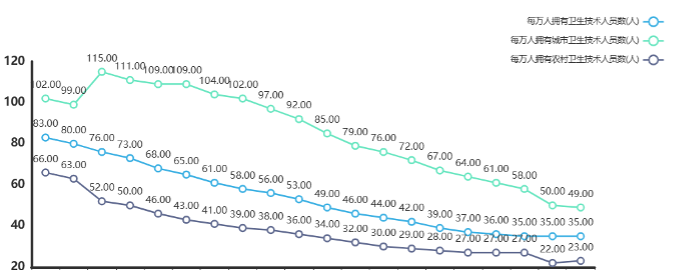 每万人拥有卫生技术人员数(人)
每万人拥有城市卫生技术人员数(人)
每万人拥有农村卫生技术人员数(人)
120
100
80
60
40
20
102.00 99.00 115.00 111.00 109.00 109.00 104.00 102.00 97.00 92.00 85.00 79.00 76.00 72.00 67.00 64.00 61.00 58.00 50.00 49.00
83.00 80.00 76.00 73.00 68.00 65.00 61.00 58.00 56.00 53.00 49.00 46.00 44.00 42.00 39.00 37.00 36.00 35.00 35.00 35.00
66.00 63.00 52.00 50.00 46.00 43.00 41.00 39.00 38.00 36.00 34.00 32.00 30.00 29.00 28.00 27.00 27.00 27.00 22.00 23.00